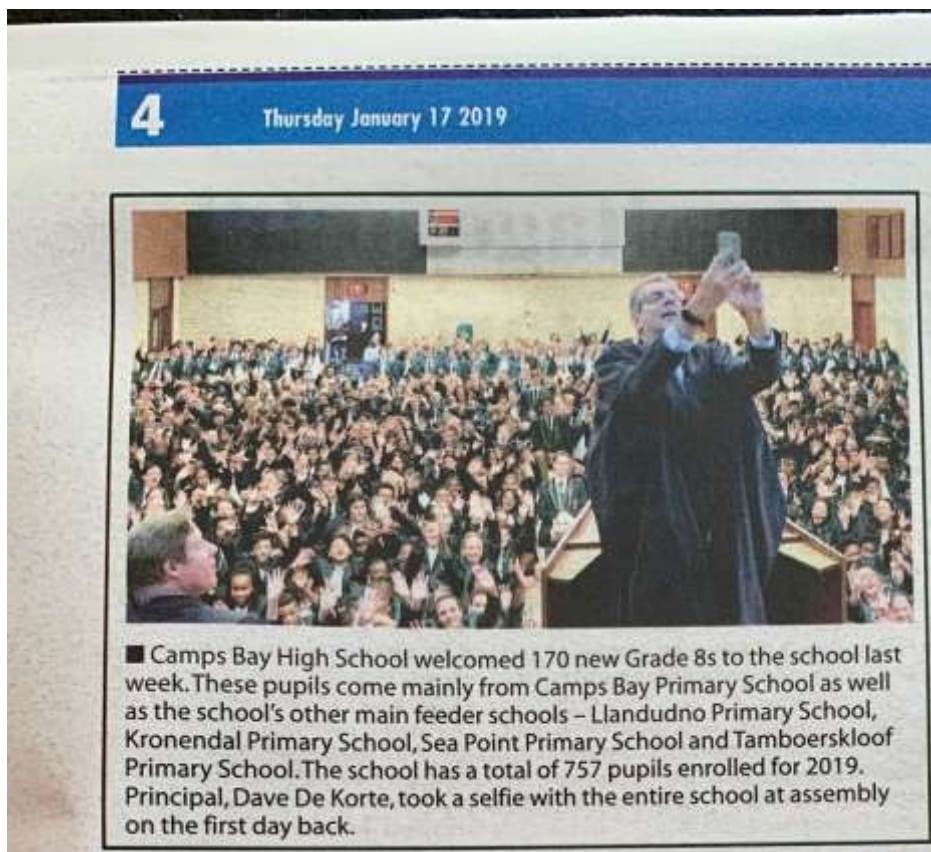 4 Thursday January 17 2019
■ Camps Bay High School welcomed 170 new Grade 8s to the school last
week. These pupils come mainly from Camps Bay Primary School as well
as the school's other main feeder schools – Llandudno Primary School,
Kronendal Primary School, Sea Point Primary School and Tamboerskloof
Primary School. The school has a total of 757 pupils enrolled for 2019.
Principal, Dave De Korte, took a selfie with the entire school at assembly
on the first day back.